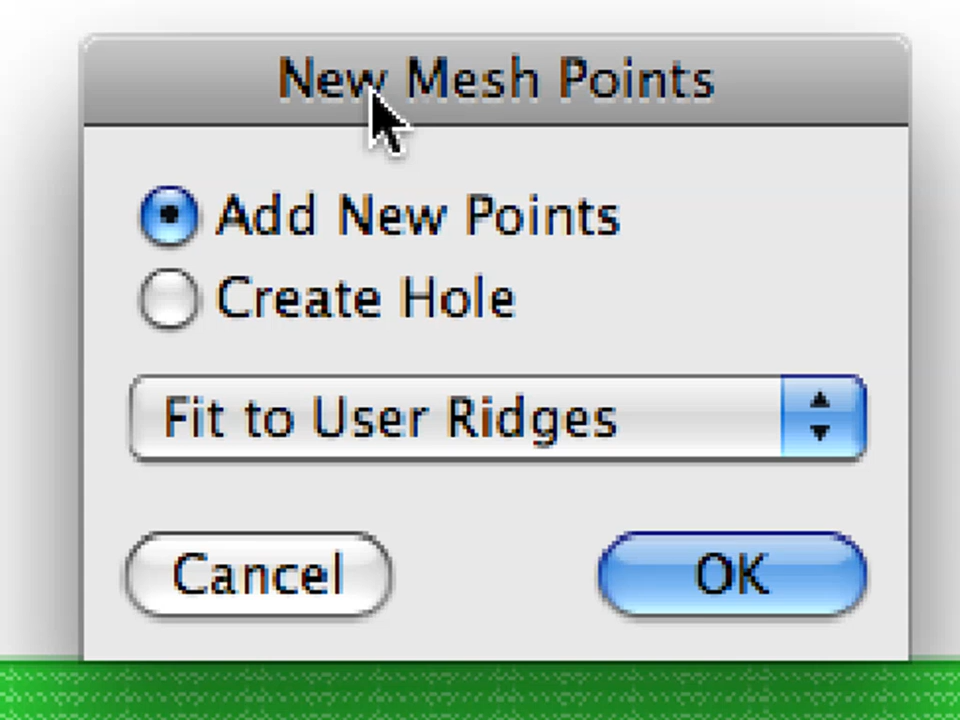 New Mesh Points
Add New Points
Create Hole
Fit to User Ridges
Cancel
OK